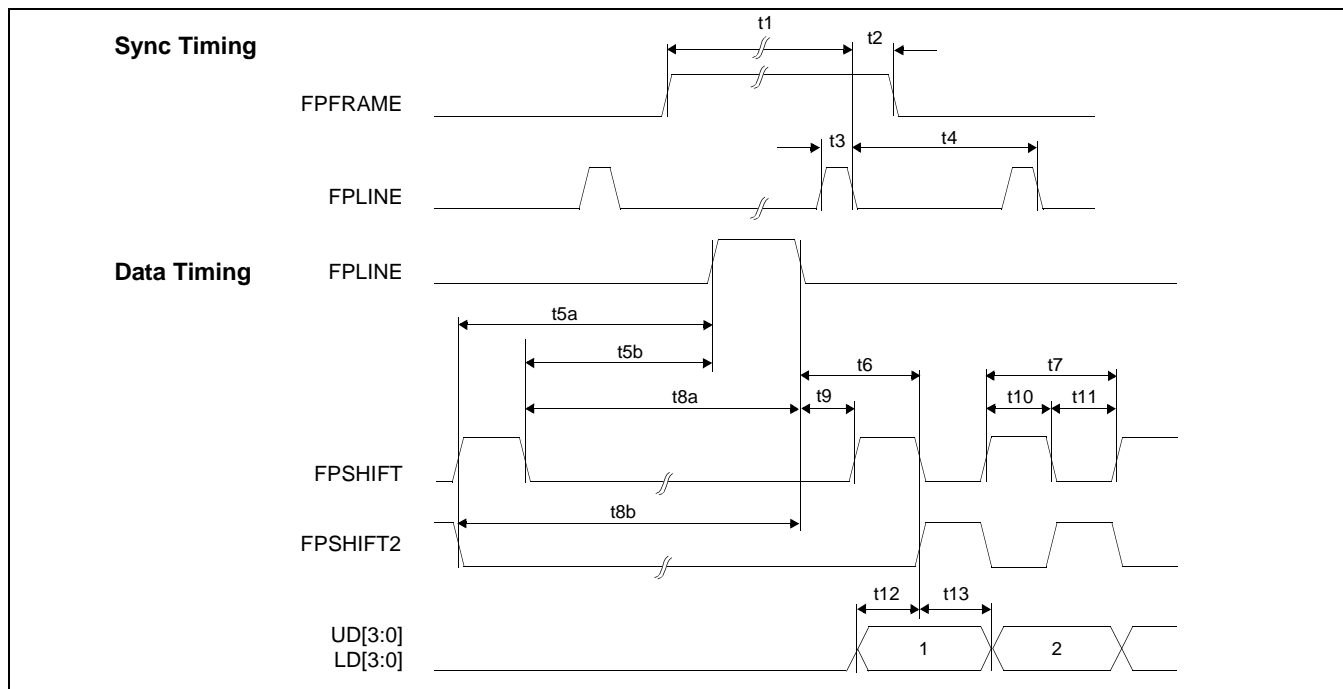 Sync Timing
t1
t2
FPFRAME
t3
t4
FPLINE
Data Timing
FPLINE
t5a
t5b
t6
t7
t8a
t9
t10
t11
FPSHIFT
t8b
FPSHIFT2
t12
t13
UD[3:0]
LD[3:0]
1
2